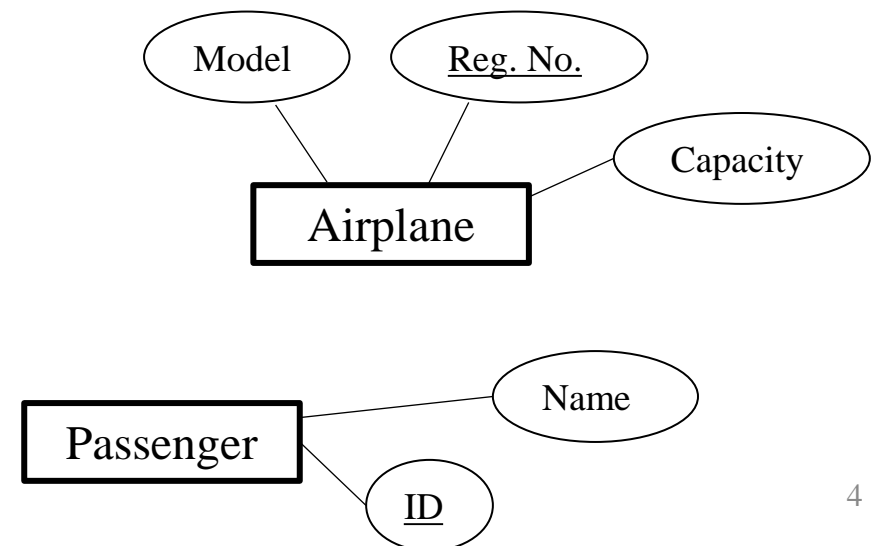 Model
Reg. No.
Capacity
Airplane
Name
Passenger
ID
4